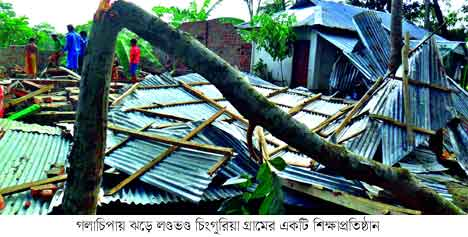 গলাচিপায় ঝড়ে লণ্ডভণ্ড চিংগুরিয়া গ্রামের একটি শিক্ষাপ্রতিষ্ঠান